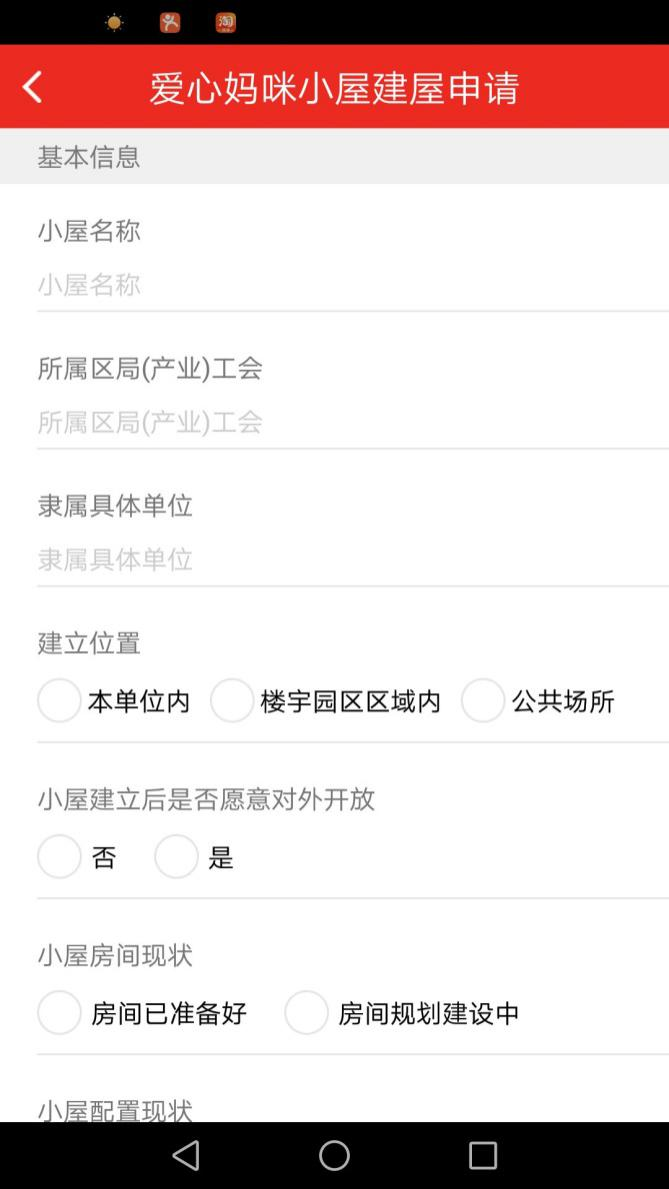 爱心妈咪小屋建屋申请
基本信息
小屋名称
小屋名称
所属区局(产业)工会
所属区局(产业)工会
隶属具体单位
隶属具体单位
建立位置
本单位内 楼宇园区区域内 公共场所
小屋建立后是否愿意对外开放
否 是
小屋房间现状
房间已准备好 房间规划建设中
小屋配置现状